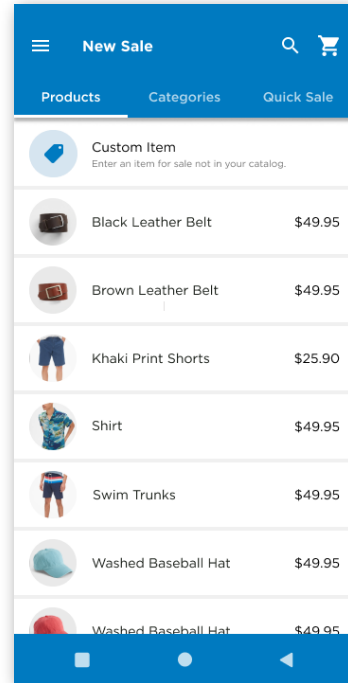 New Sale
Products Categories Quick Sale
Custom Item
Enter an item for sale not in your catalog.
Black Leather Belt $49.95
Brown Leather Belt $49.95
Khaki Print Shorts $25.90
Shirt $49.95
Swim Trunks $49.95
Washed Baseball Hat $49.95
Washed Baseball Hat $49.95